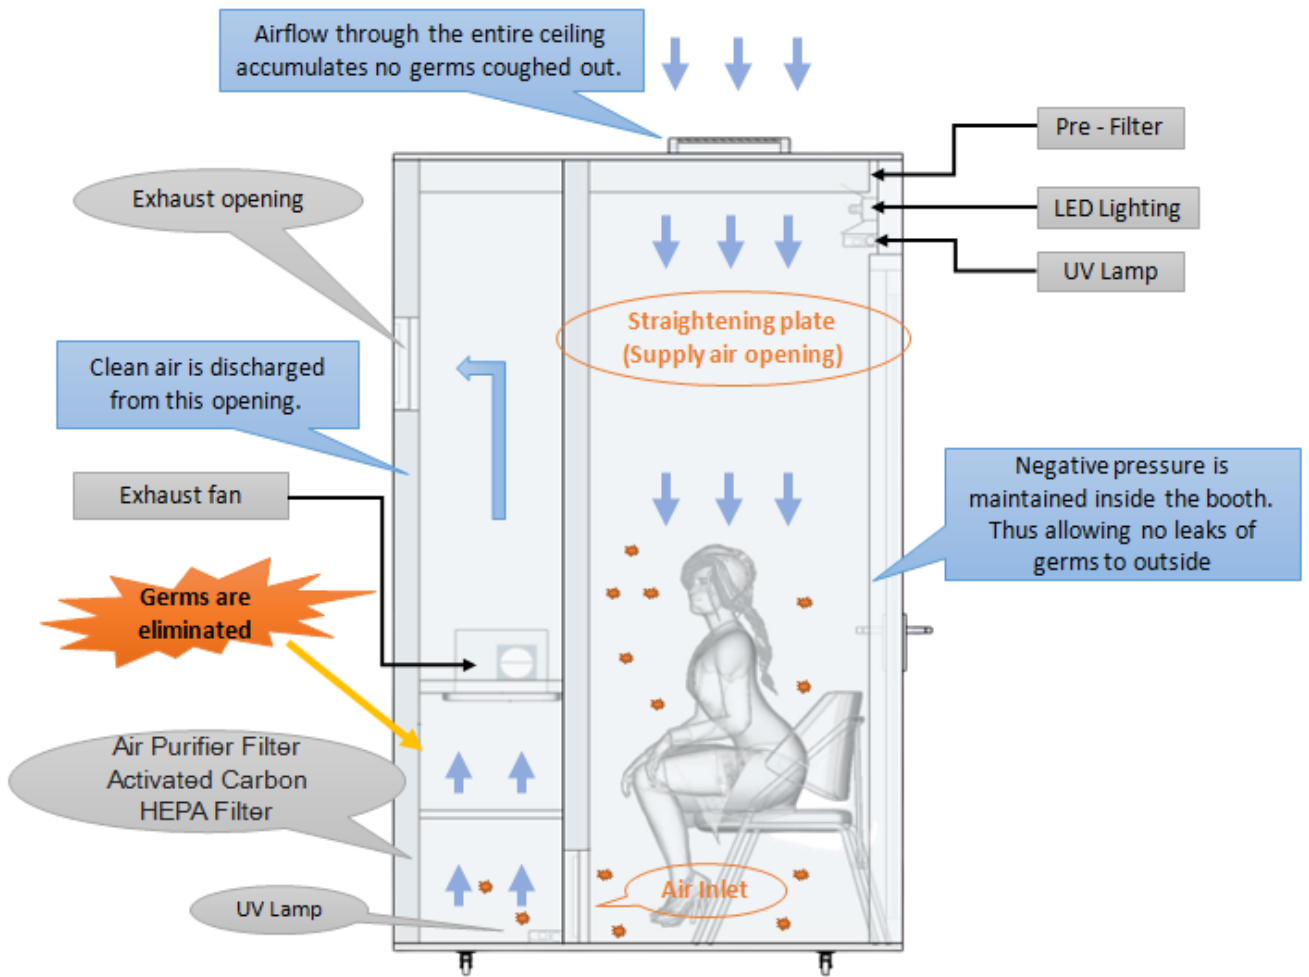 Airflow through the entire ceiling
accumulates no germs coughed out.
Pre - Filter
Exhaust opening
LED Lighting
UV Lamp
Straightening plate
(Supply air opening)
Clean air is discharged
from this opening.
Negative pressure is
maintained inside the booth.
Thus allowing no leaks of
germs to outside
Exhaust fan
Germs are
eliminated
Air Purifier Filter
Activated Carbon
HEPA Filter
Air Inlet
UV Lamp